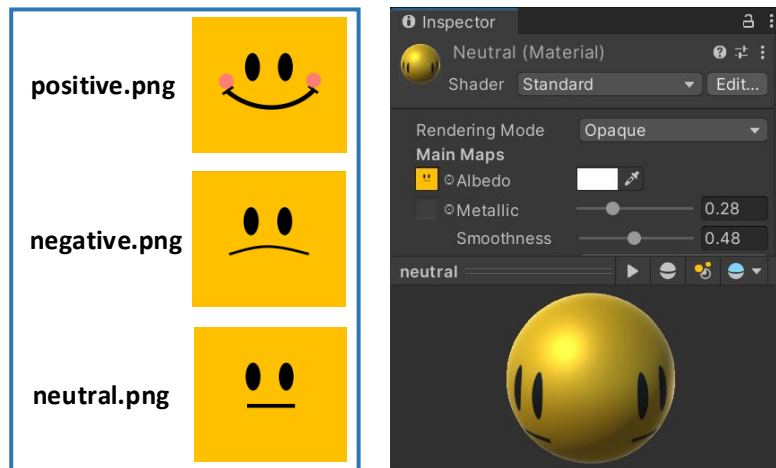 positive.png
negative.png
neutral.png
Inspector
Neutral (Material)
Shader Standard Edit...
Rendering Mode Opaque
Main Maps
Albedo
Metallic 0.28
Smoothness 0.48
neutral